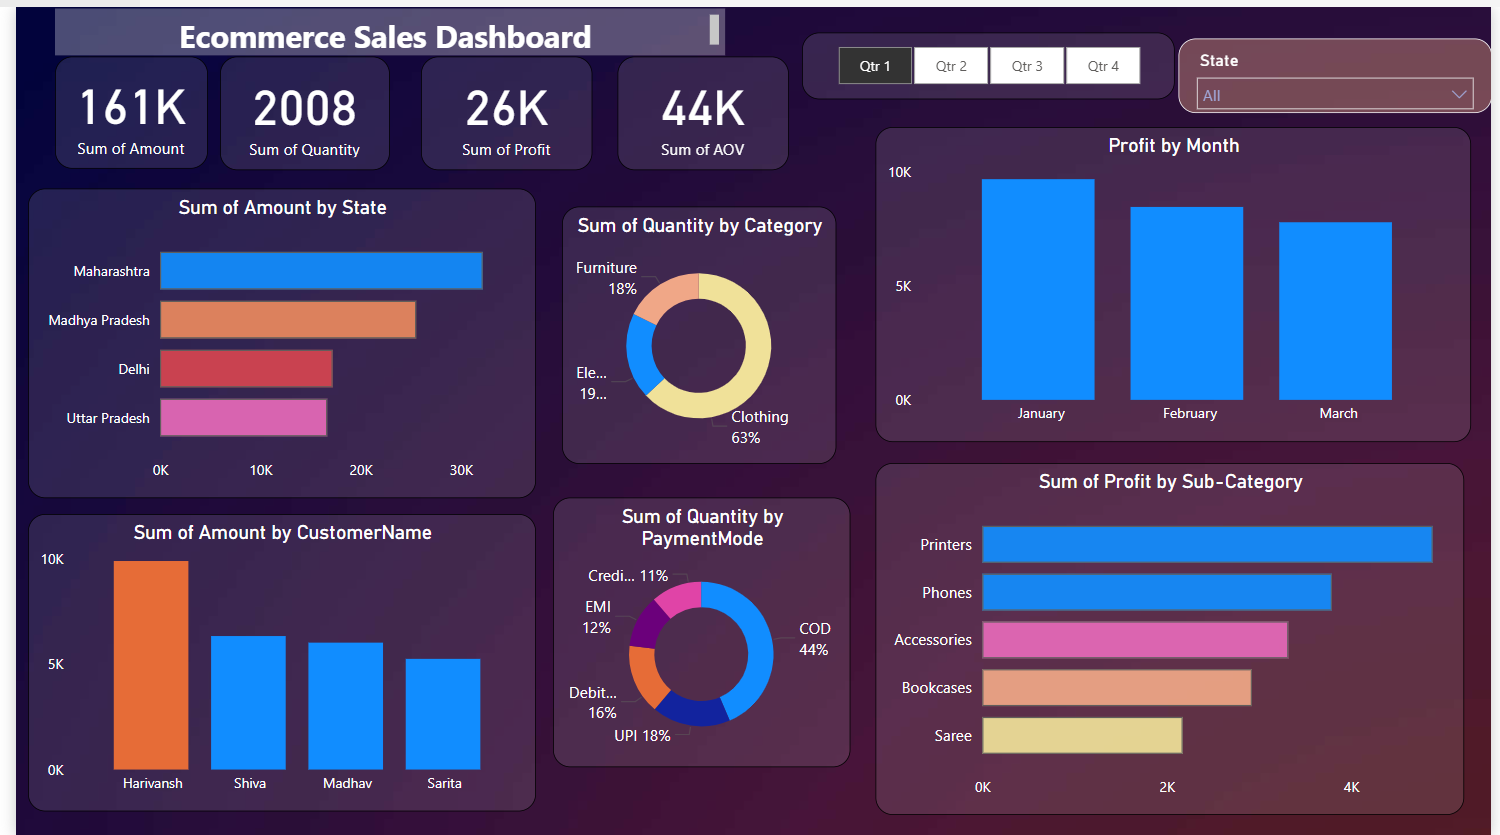 Ecommerce Sales Dashboard
161K
Sum of Amount
2008
Sum of Quantity
26K
Sum of Profit
44K
Sum of AOV
Qtr 1
Qtr 2
Qtr 3
Qtr 4
State
All
Sum of Amount by State
Maharashtra
Madhya Pradesh
Delhi
Uttar Pradesh
0K
10K
20K
30K
Sum of Quantity by Category
Furniture
18%
Ele...
19...
Clothing
63%
Profit by Month
10K
5K
0K
January
February
March
Sum of Amount by CustomerName
10K
5K
0K
Harivansh
Shiva
Madhav
Sarita
Sum of Quantity by
PaymentMode
Credi... 11%
EMI
12%
COD
44%
Debit...
16%
UPI 18%
Sum of Profit by Sub-Category
Printers
Phones
Accessories
Bookcases
Saree
0K
2K
4K